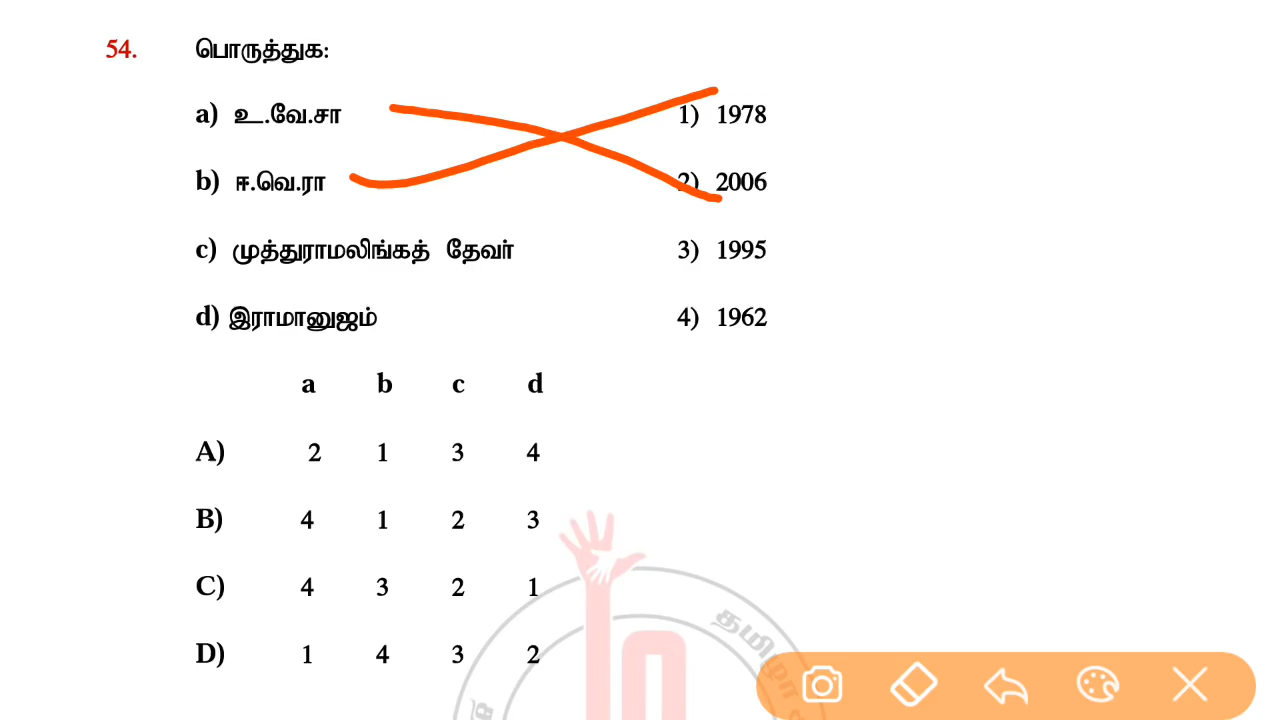 54. பொருத்துக:
a) உ.வே.சா 1) 1978
b) ஈ.வெ.ரா 2) 2006
c) முத்துராமலிங்கத் தேவர் 3) 1995
d) இராமானுஜம் 4) 1962
a b c d
A) 2 1 3 4
B) 4 1 2 3
C) 4 3 2 1
D) 1 4 3 2